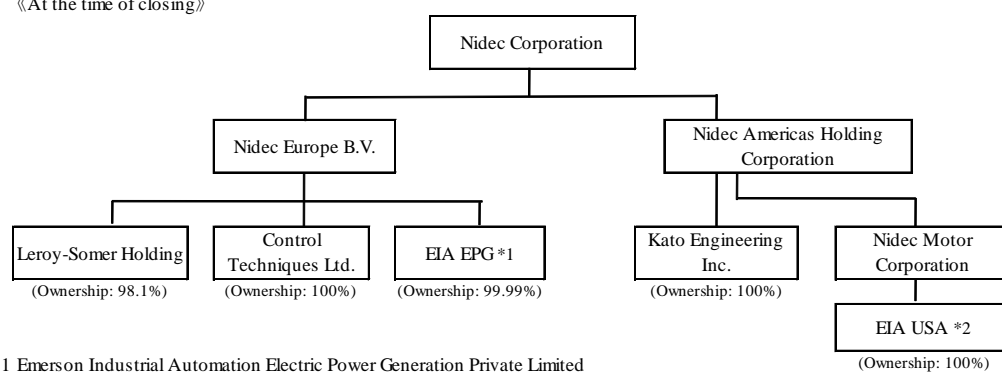 《At the time of closing》
Nidec Corporation
Nidec Europe B.V.
Nidec Americas Holding
Corporation
Leroy-Somer Holding
Control
Techniques Ltd.
EIA EPG *1
Kato Engineering
Inc.
Nidec Motor
Corporation
(Ownership: 98.1%)
(Ownership: 100%)
(Ownership: 99.99%)
(Ownership: 100%)
EIA USA *2
(Ownership: 100%)
1 Emerson Industrial Automation Electric Power Generation Private Limited